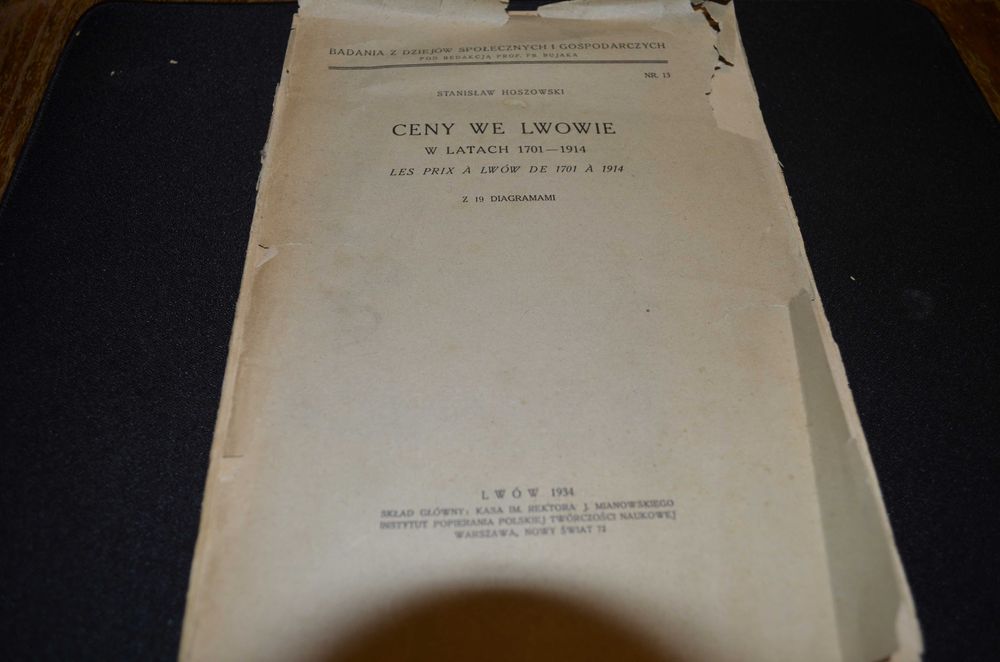 BADANIA Z DZIEJÓW SPOŁECZNYCH I GOSPODARCZYCH
POD REDAKCJĄ PROF. FR. BUJAKA
NR. 13
STANISŁAW HOSZOWSKI
CENY WE LWOWIE
W LATACH 1701—1914
LES PRIX A LWÓW DE 1701 À 1914
Z 19 DIAGRAMAMI
LWÓW 1934
SKŁAD GŁÓWNY: KASA IM. REKTORA J. MIANOWSKIEGO
INSTYTUT POPIERANIA POLSKIEJ TWÓRCZOŚCI NAUKOWEJ
WARSZAWA, NOWY ŚWIAT 72